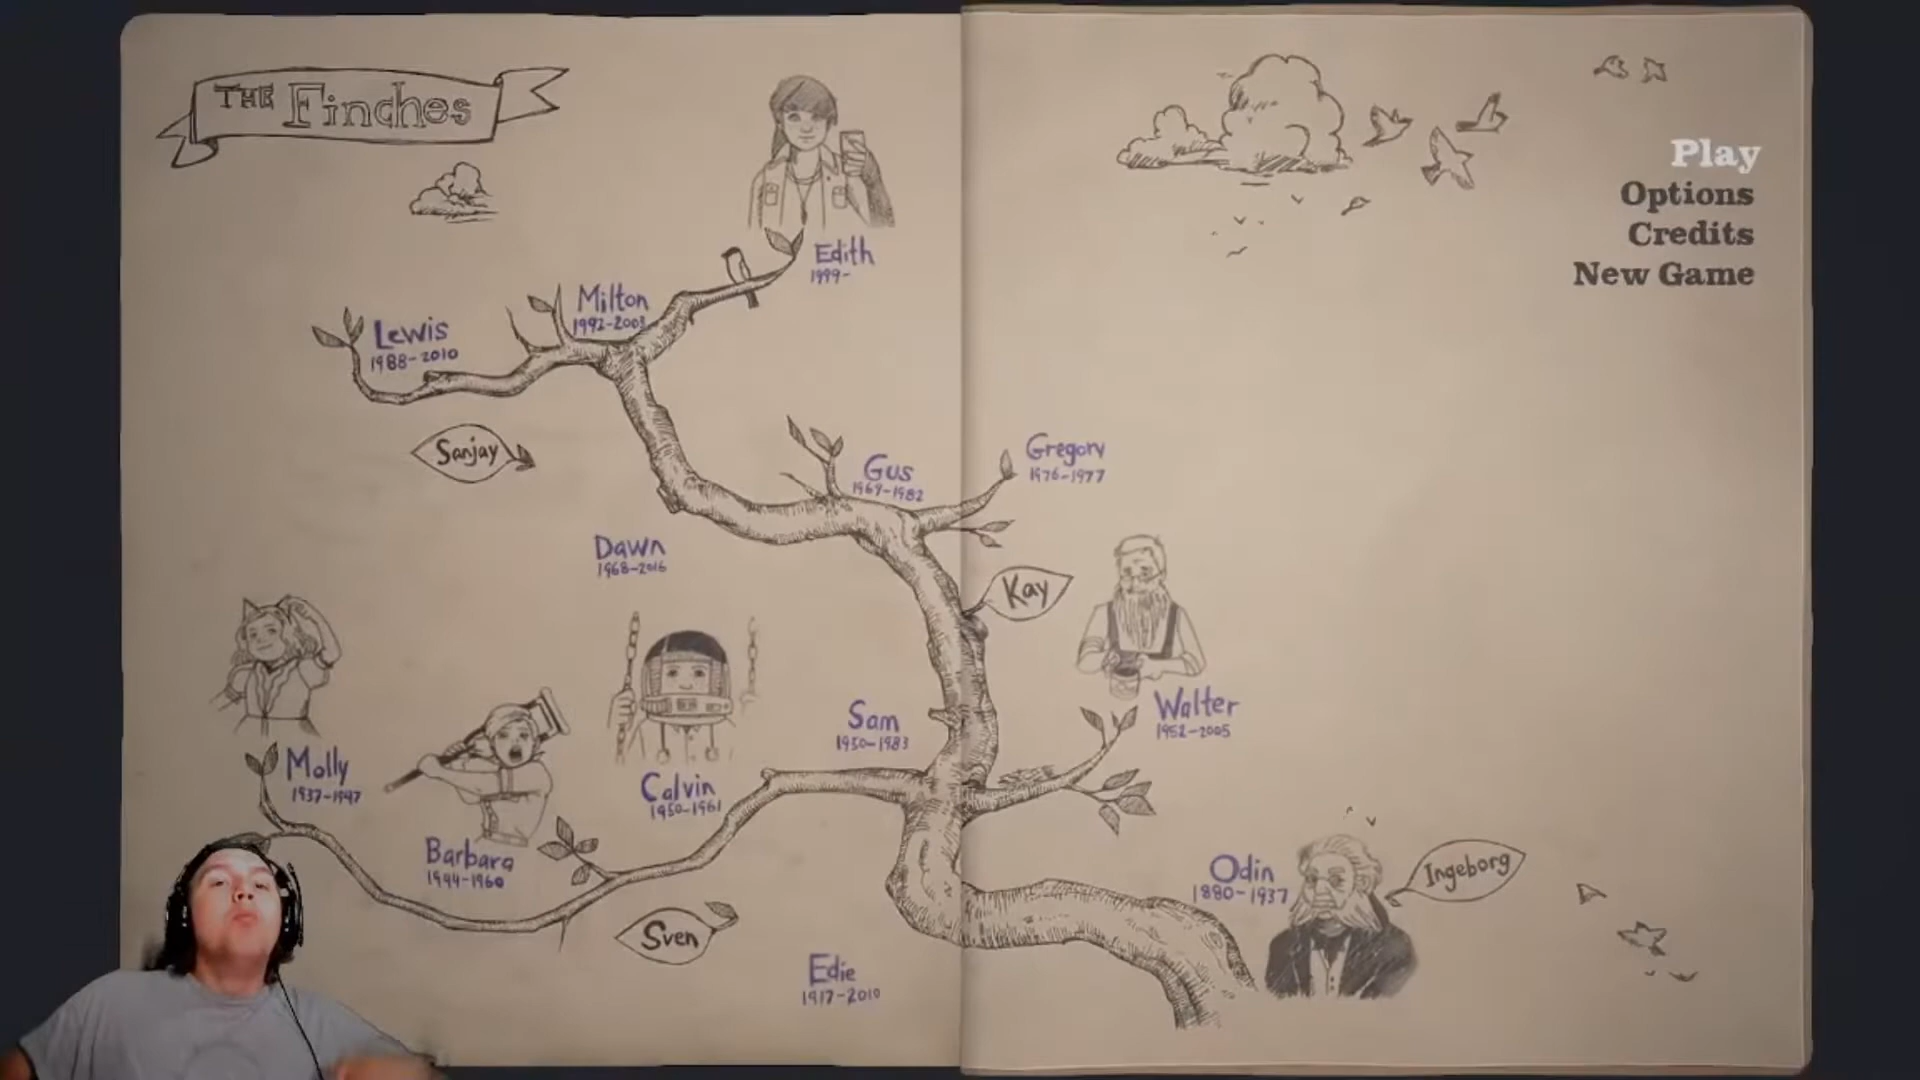 THE Finches
Play
Options
Credits
New Game
Edith
1999-
Milton
1992-2003
Lewis
1988-2010
Sanjay
Gus
1969-1982
Gregory
1976-1977
Dawn
1968-2016
Kay
Sam
1950-1983
Walter
1952-2005
Molly
1937-1947
Calvin
1950-1961
Barbara
1944-1960
Odin
1880-1937
Ingeborg
Sven
Edie
1917-2010